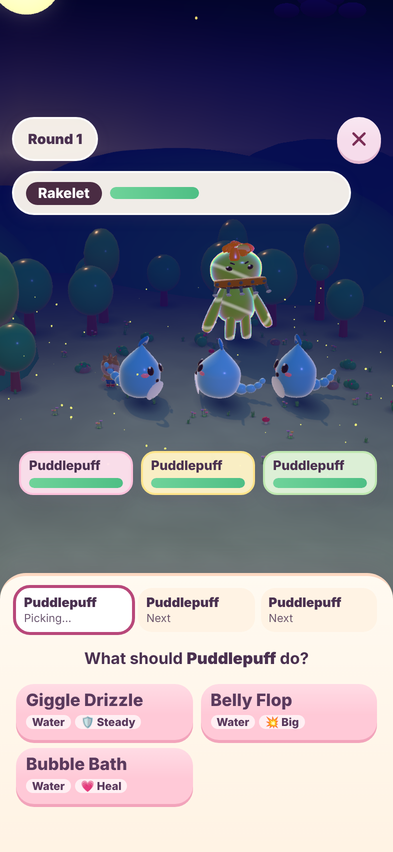 Round 1
Rakelet
Puddlepuff
Puddlepuff
Puddlepuff
Puddlepuff
Picking...
Puddlepuff
Next
Puddlepuff
Next
What should Puddlepuff do?
Giggle Drizzle
Water 🛡️ Steady
Belly Flop
Water 💥 Big
Bubble Bath
Water 💗 Heal